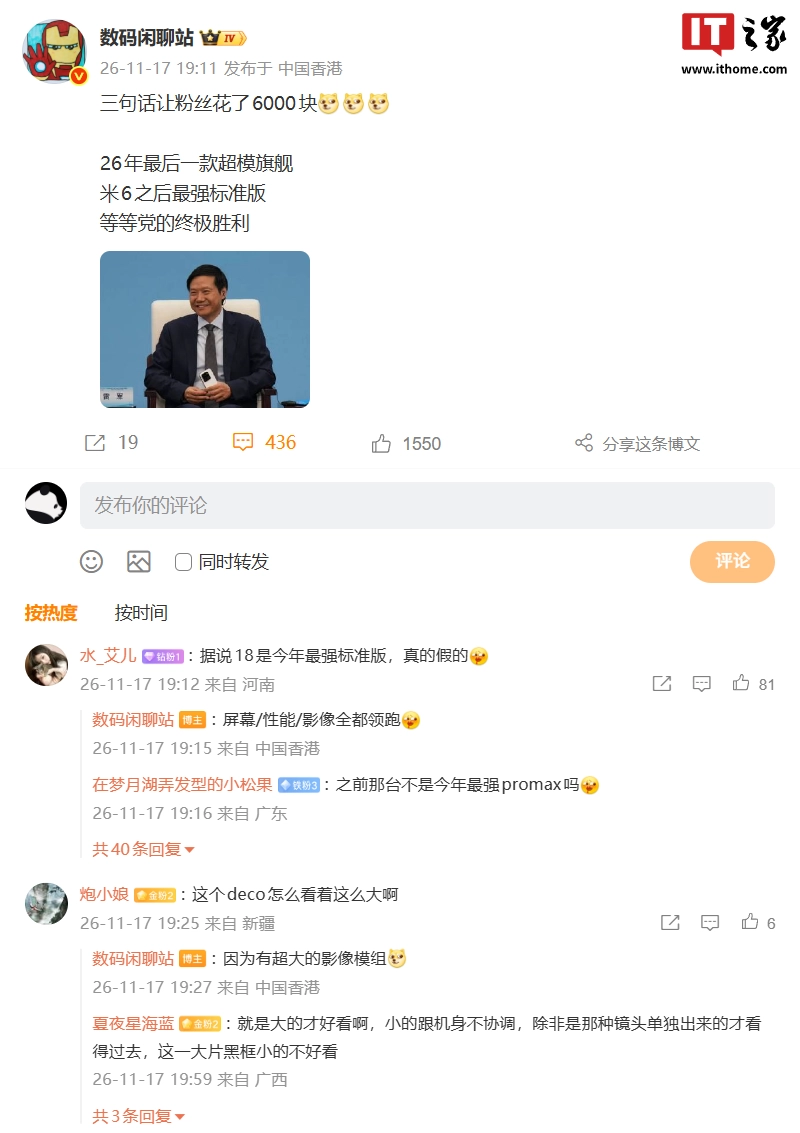 数码闲聊站 IV
IT之家
www.ithome.com
26-11-17 19:11 发布于 中国香港
三句话让粉丝花了6000块
26年最后一款超模旗舰
米6之后最强标准版
等等党的终极胜利
雷 军
19
436
1550
分享这条博文
发布你的评论
同时转发
评论
按热度
按时间
水_艾儿 钻粉1：据说18是今年最强标准版，真的假的
26-11-17 19:12 来自 河南
81
数码闲聊站 博主：屏幕/性能/影像全都领跑
26-11-17 19:15 来自 中国香港
在梦月湖弄发型的小松果 铁粉3：之前那台不是今年最强promax吗
26-11-17 19:16 来自 广东
共40条回复
炮小娘 金粉2：这个deco怎么看着这么大啊
26-11-17 19:25 来自 新疆
6
数码闲聊站 博主：因为有超大的影像模组
26-11-17 19:27 来自 中国香港
夏夜星海蓝 金粉2：就是大的才好看啊，小的跟机身不协调，除非是那种镜头单独出来的才看
得过去，这一大片黑框小的不好看
26-11-17 19:59 来自 广西
共3条回复